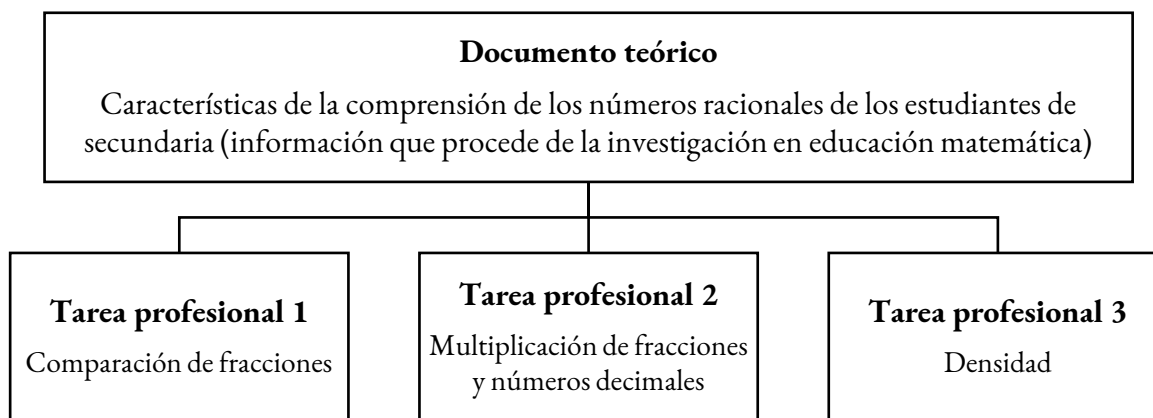 Documento teórico
Características de la comprensión de los números racionales de los estudiantes de
secundaria (información que procede de la investigación en educación matemática)
Tarea profesional 1
Comparación de fracciones
Tarea profesional 2
Multiplicación de fracciones
y números decimales
Tarea profesional 3
Densidad